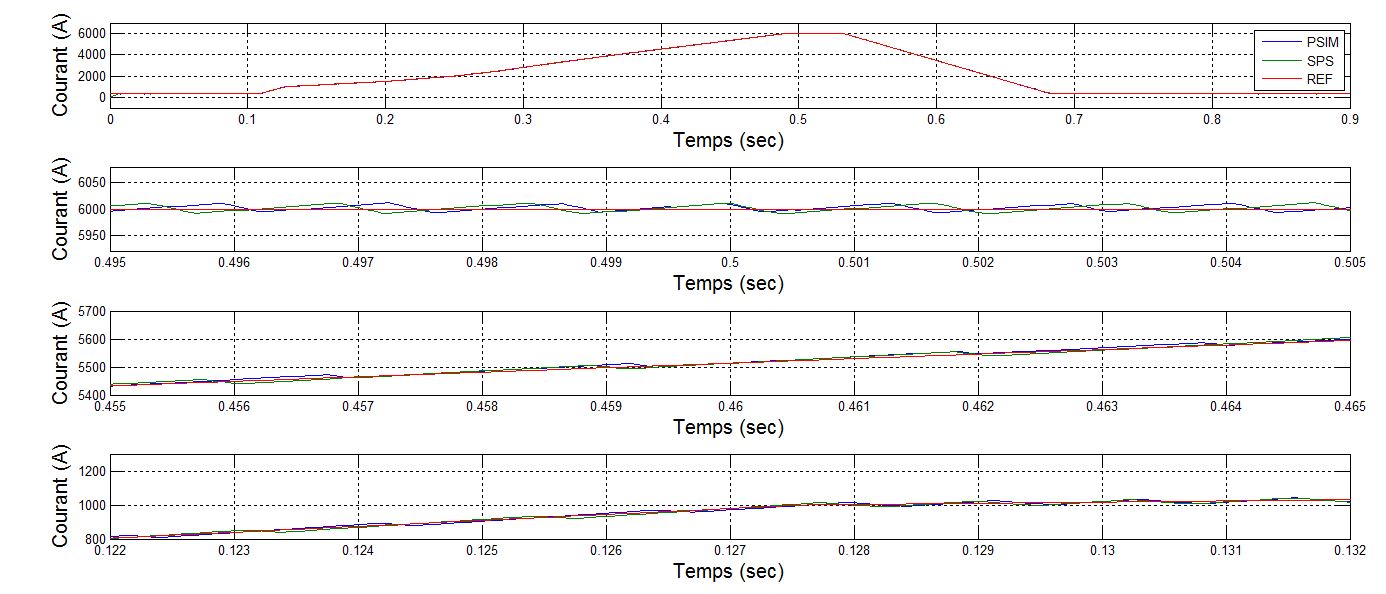 Courant (A)
6000
4000
2000
0
PSIM
SPS
REF
0 0.1 0.2 0.3 0.4 0.5 0.6 0.7 0.8 0.9
Temps (sec)
Courant (A)
6050
6000
5950
0.495 0.496 0.497 0.498 0.499 0.5 0.501 0.502 0.503 0.504 0.505
Temps (sec)
Courant (A)
5700
5600
5500
5400
0.455 0.456 0.457 0.458 0.459 0.46 0.461 0.462 0.463 0.464 0.465
Temps (sec)
Courant (A)
1200
1000
800
0.122 0.123 0.124 0.125 0.126 0.127 0.128 0.129 0.13 0.131 0.132
Temps (sec)